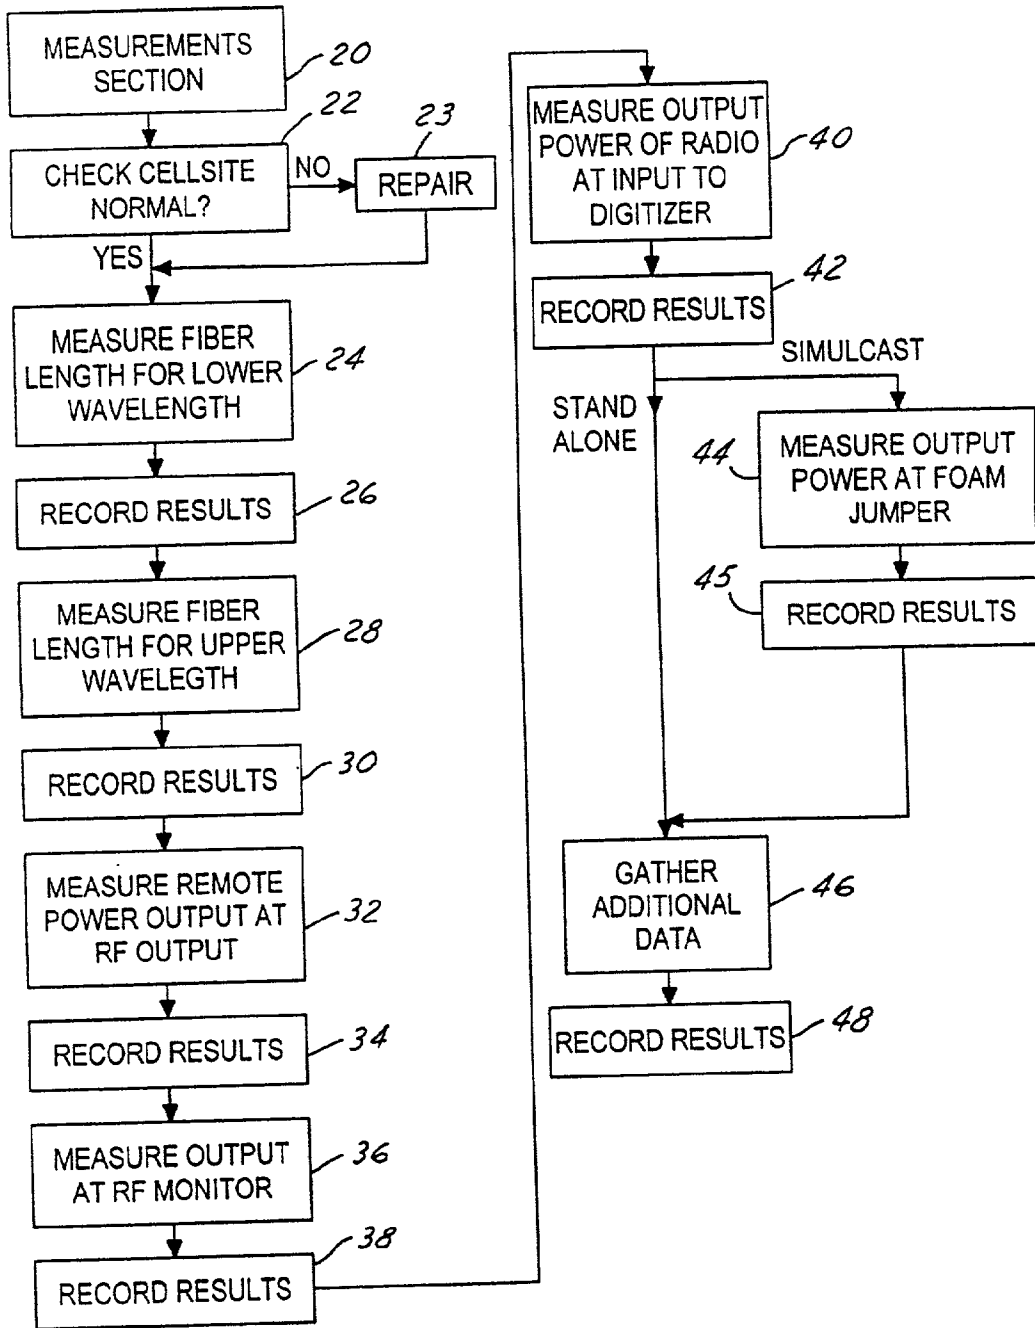 MEASUREMENTS
SECTION
20
22
CHECK CELLSITE
NORMAL?
NO
23
REPAIR
YES
MEASURE FIBER
LENGTH FOR LOWER
WAVELENGTH
24
RECORD RESULTS
26
MEASURE FIBER
LENGTH FOR UPPER
WAVELEGTH
28
RECORD RESULTS
30
MEASURE REMOTE
POWER OUTPUT AT
RF OUTPUT
32
RECORD RESULTS
34
MEASURE OUTPUT
AT RF MONITOR
36
RECORD RESULTS
38
MEASURE OUTPUT
POWER OF RADIO
AT INPUT TO
DIGITIZER
40
RECORD RESULTS
42
SIMULCAST
STAND
ALONE
44
MEASURE OUTPUT
POWER AT FOAM
JUMPER
45
RECORD RESULTS
GATHER
ADDITIONAL
DATA
46
RECORD RESULTS
48